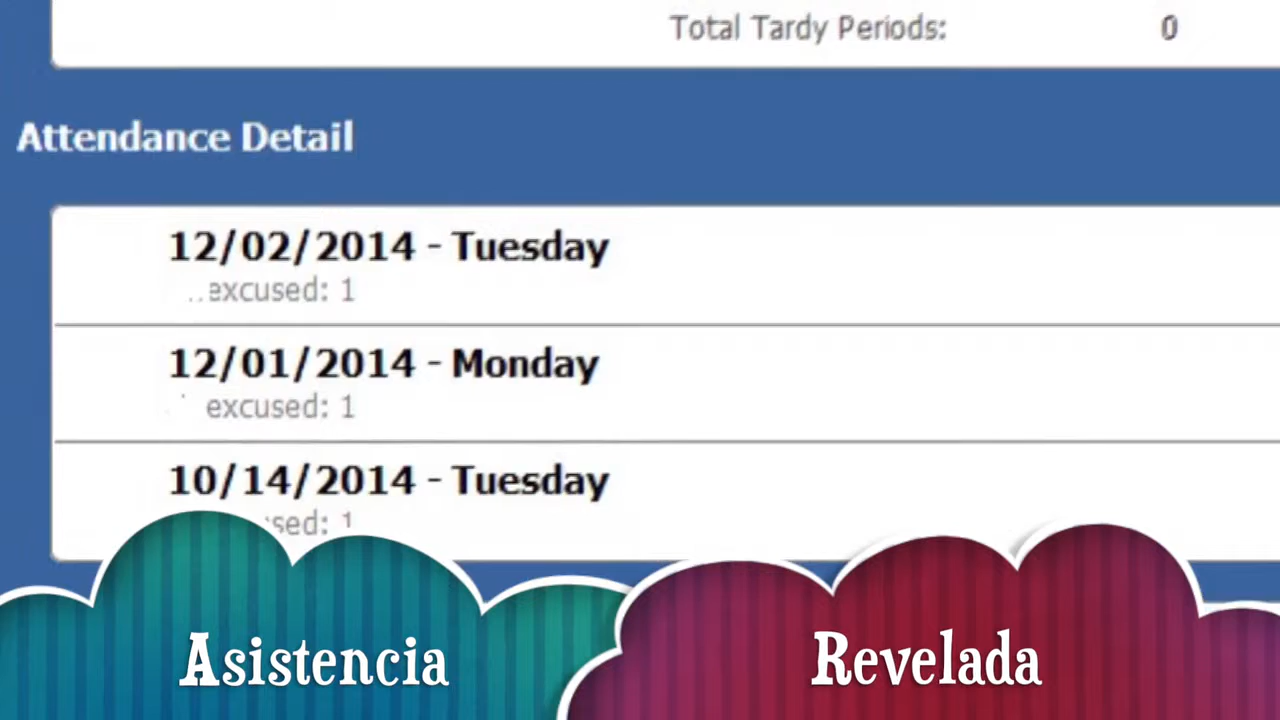 Total Tardy Periods: 0
Attendance Detail
12/02/2014 - Tuesday
excused: 1
12/01/2014 - Monday
excused: 1
10/14/2014 - Tuesday
Asistencia
Revelada